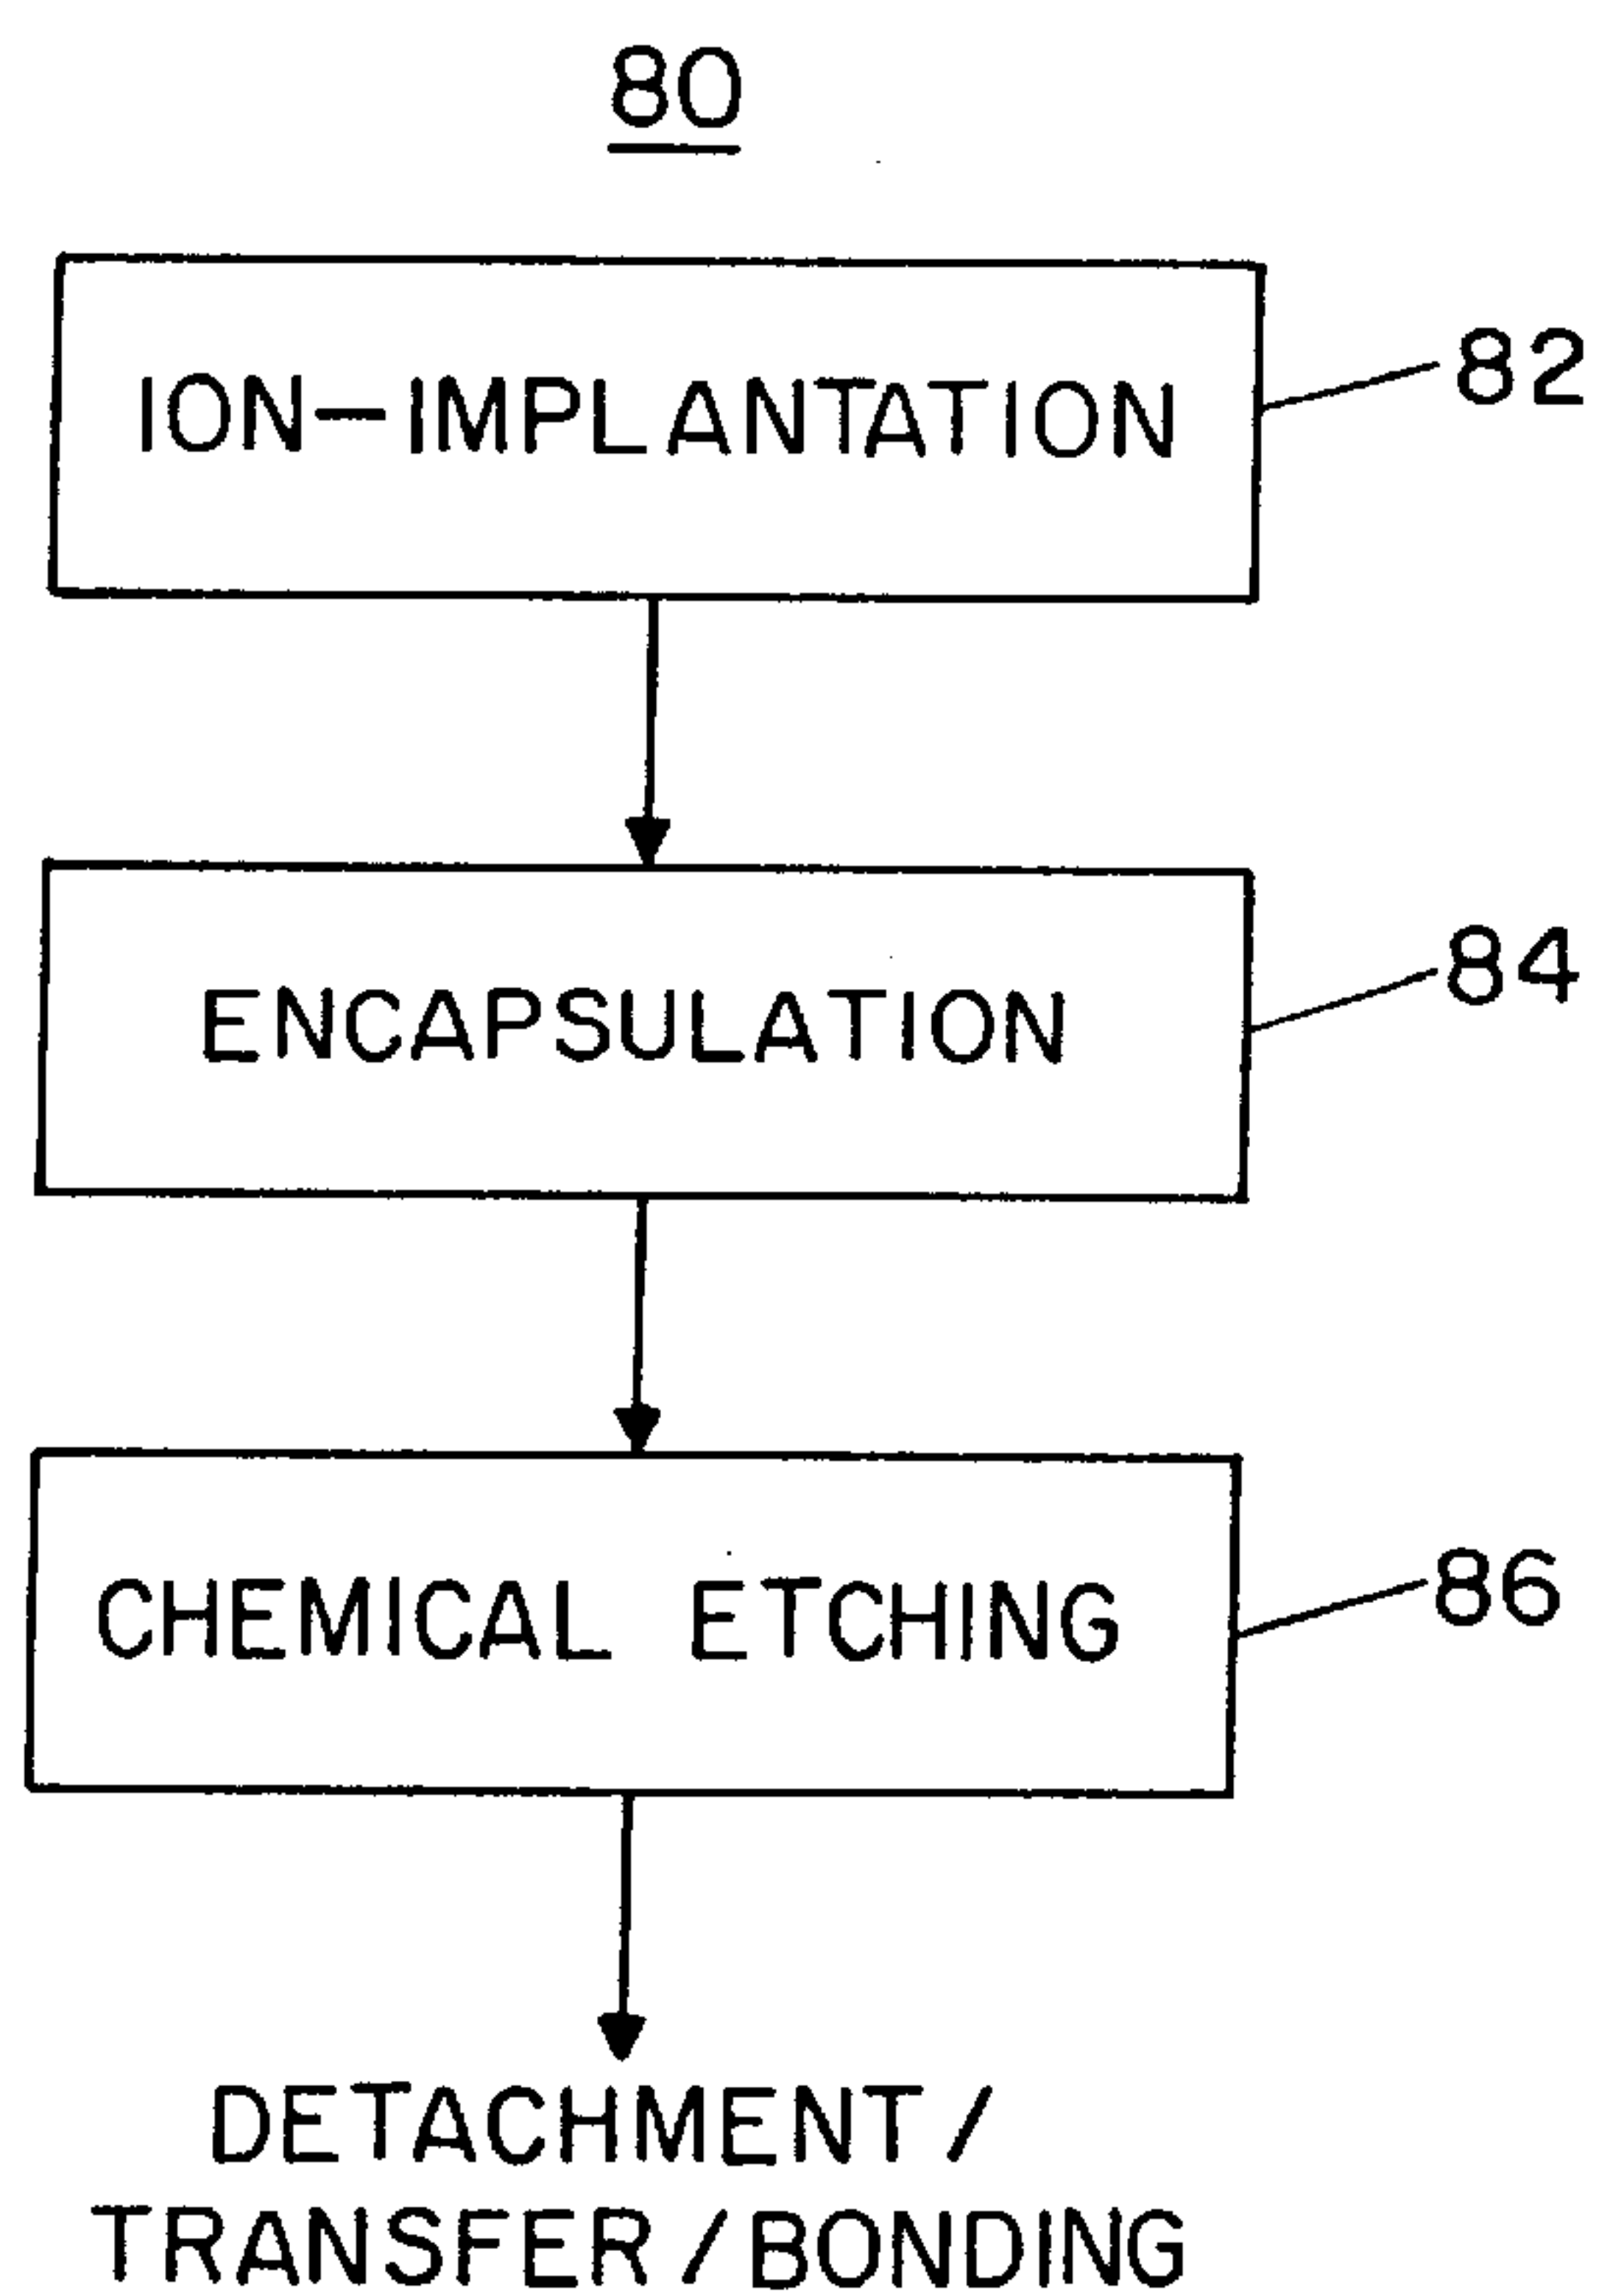 80
ION-IMPLANTATION
82
ENCAPSULATION
84
CHEMICAL ETCHING
86
DETACHMENT/
TRANSFER/BONDING